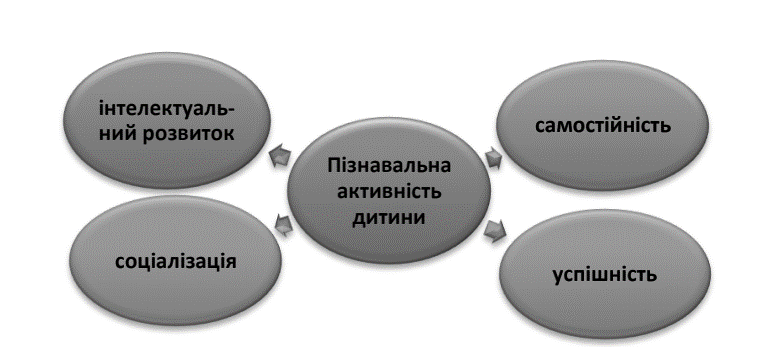 інтелектуаль-
ний розвиток
самостійність
Пізнавальна
активність
дитини
соціалізація
успішність